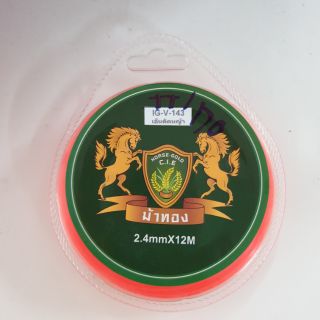 IG-V-143
เอ็นตัดหญ้า
HORSE-GOLD
C.I.E
ม้าทอง
2.4mmX12M